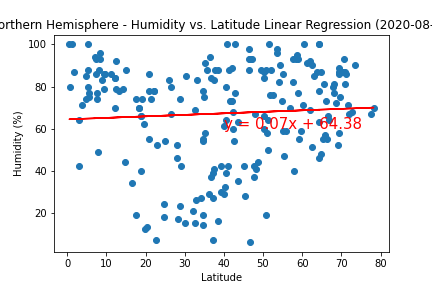 orthern Hemisphere - Humidity vs. Latitude Linear Regression (2020-08-
100
80
60
40
20
Humidity (%)
y = 0.07x + 64.38
0 10 20 30 40 50 60 70 80
Latitude